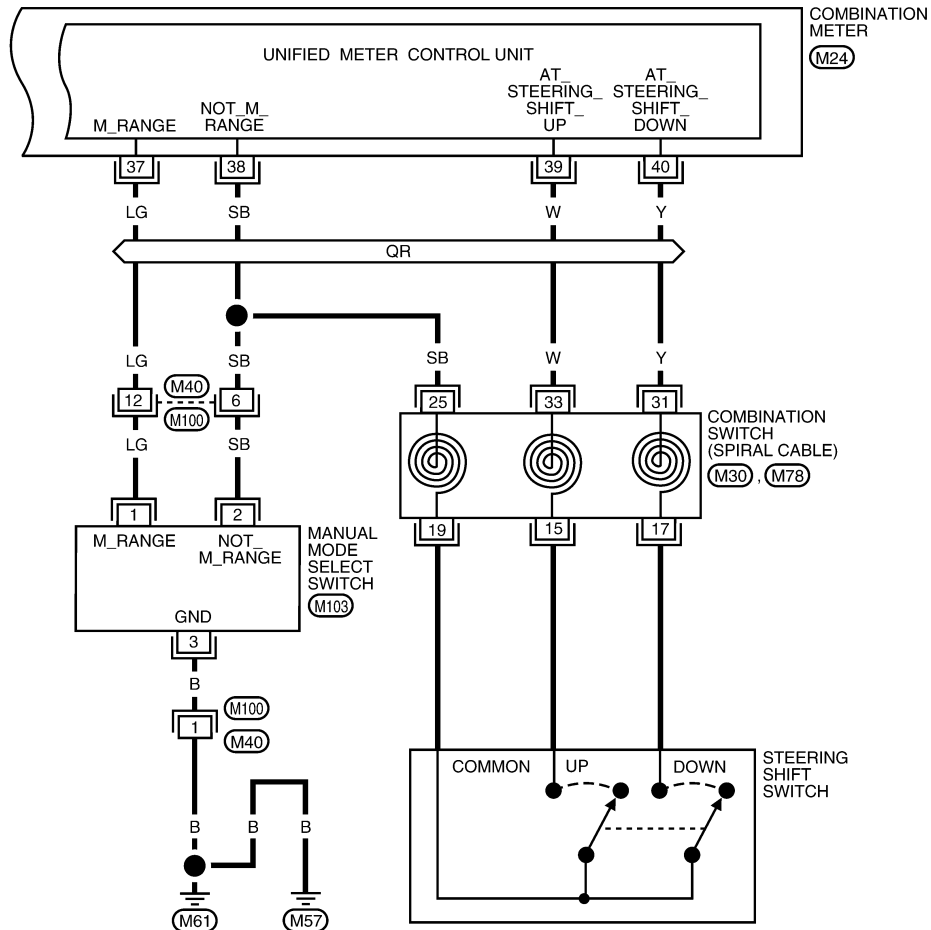 COMBINATION
METER
M24
UNIFIED METER CONTROL UNIT
M_RANGE
NOT_M_
RANGE
AT_
STEERING_
SHIFT_
UP
AT_
STEERING_
SHIFT_
DOWN
37
38
39
40
LG
SB
W
Y
QR
LG
SB
SB
W
Y
12
M40
6
M100
25
33
31
COMBINATION
SWITCH
(SPIRAL CABLE)
M30 , M78
LG
SB
1
2
19
15
17
M_RANGE
NOT_
M_RANGE
GND
MANUAL
MODE
SELECT
SWITCH
M103
3
B
M100
1
M40
COMMON
UP
DOWN
STEERING
SHIFT
SWITCH
B
B
B
M61
M57